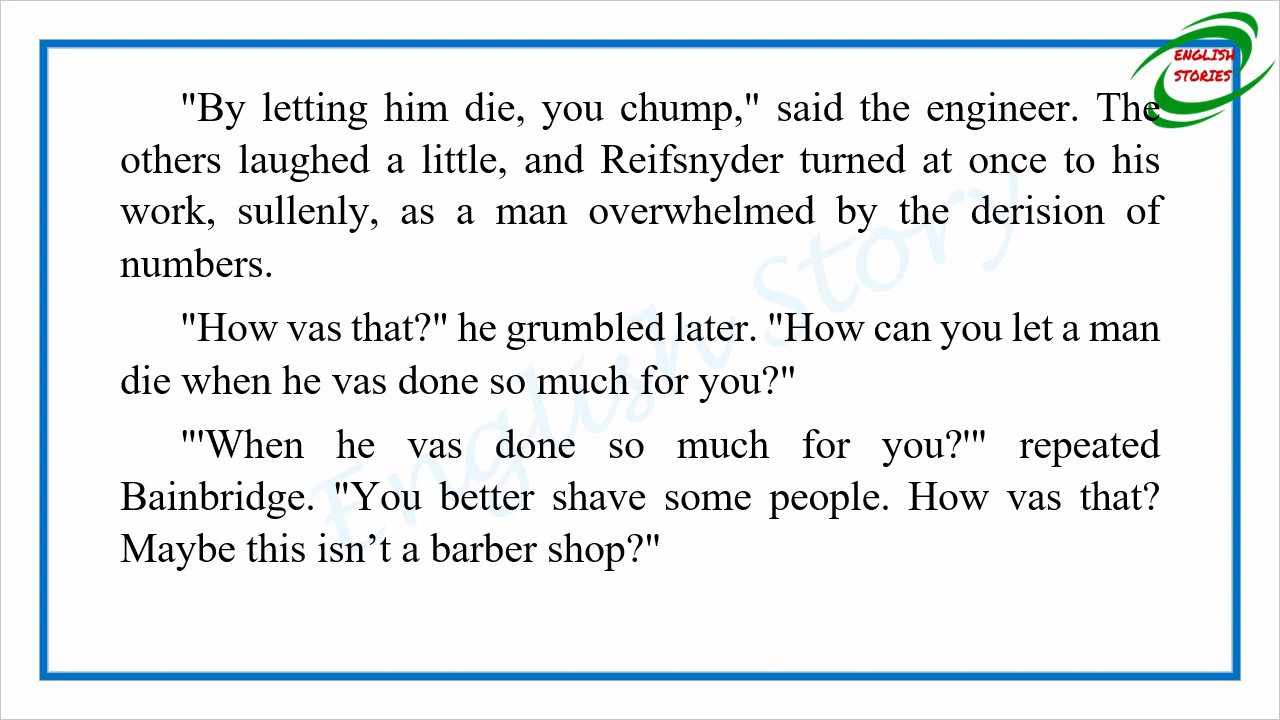 ENGLISH
STORIES
"By letting him die, you chump," said the engineer. The
others laughed a little, and Reifsnyder turned at once to his
work, sullenly, as a man overwhelmed by the derision of
numbers.
"How vas that?" he grumbled later. "How can you let a man
die when he vas done so much for you?"
"'When he vas done so much for you?'" repeated
Bainbridge. "You better shave some people. How vas that?
Maybe this isn’t a barber shop?"
English Story